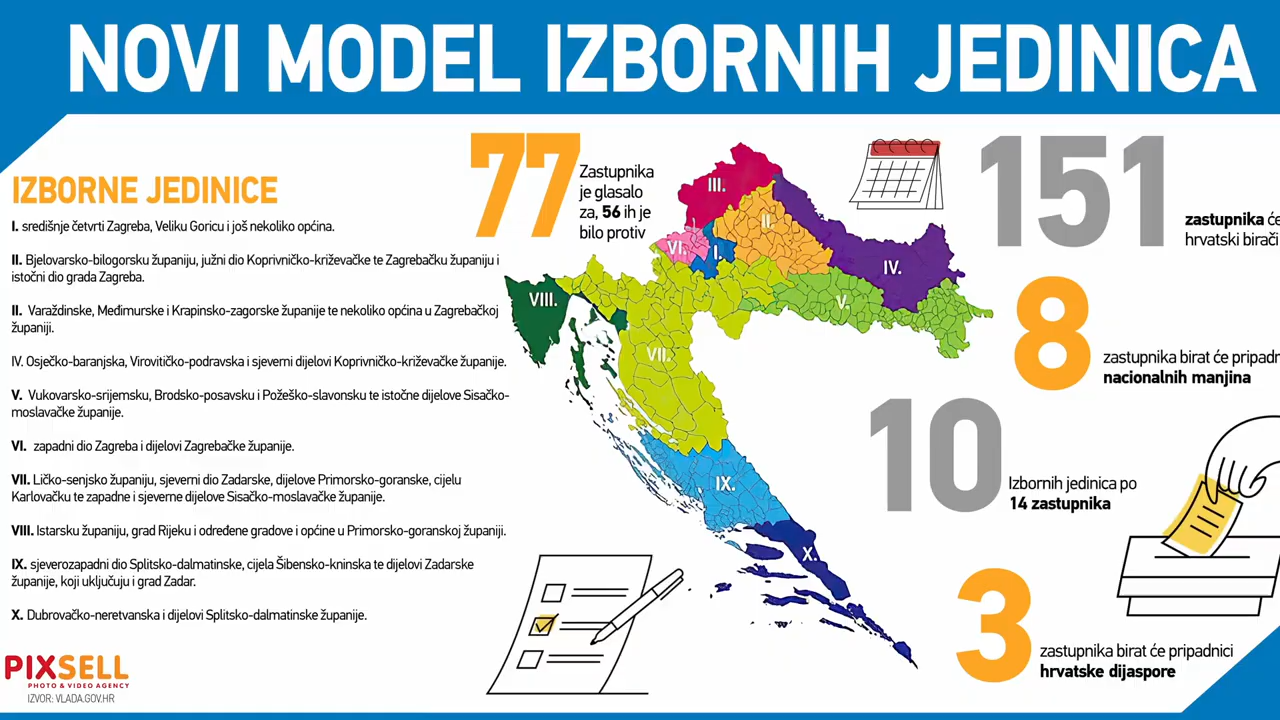 NOVI MODEL IZBORNIH JEDINICA
IZBORNE JEDINICE
I. središnje četvrti Zagreba, Veliku Goricu i još nekoliko općina.
II. Bjelovarsko-bilogorsku županiju, južni dio Koprivničko-križevačke te Zagrebačku županiju i
istočni dio grada Zagreba.
II. Varaždinske, Međimurske i Krapinsko-zagorske županije te nekoliko općina u Zagrebačkoj
županiji.
IV. Osječko-baranjska, Virovitičko-podravska i sjeverni dijelovi Koprivničko-križevačke županije.
V. Vukovarsko-srijemsku, Brodsko-posavsku i Požeško-slavonsku te istočne dijelove Sisačko-
moslavačke županije.
VI. zapadni dio Zagreba i dijelovi Zagrebačke županije.
VII. Ličko-senjsko županiju, sjeverni dio Zadarske, dijelove Primorsko-goranske, cijelu
Karlovačku te zapadne i sjeverne dijelove Sisačko-moslavačke županije.
VIII. Istarsku županiju, grad Rijeku i određene gradove i općine u Primorsko-goranskoj županiji.
IX. sjeverozapadni dio Splitsko-dalmatinske, cijela Šibensko-kninska te dijelovi Zadarske
županije, koji uključuju i grad Zadar.
X. Dubrovačko-neretvanska i dijelovi Splitsko-dalmatinske županije.
PIXSELL
PHOTO & VIDEO AGENCY
IZVOR: VLADA.GOV.HR
77
Zastupnika
je glasalo
za, 56 ih je
bilo protiv
III.
II.
VI.
I.
IV.
VIII.
V.
VII.
IX.
X.
151
zastupnika će
hrvatski birači
8
zastupnika birat će pripadn
nacionalnih manjina
10
Izbornih jedinica po
14 zastupnika
3
zastupnika birat će pripadnici
hrvatske dijaspore